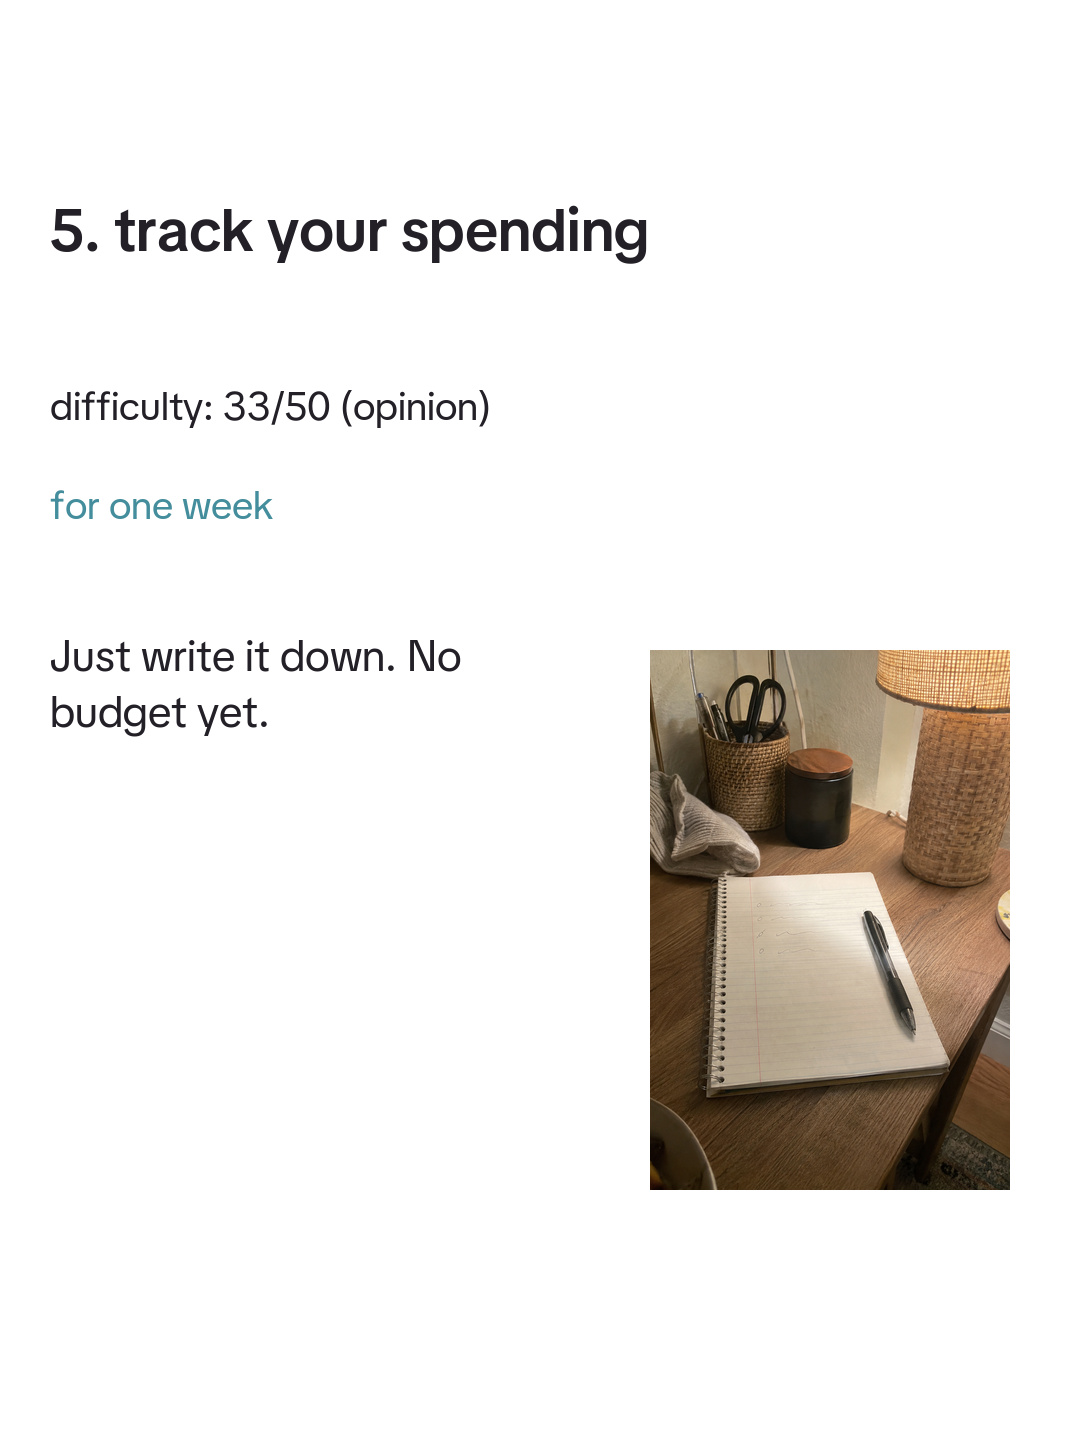 5. track your spending
difficulty: 33/50 (opinion)
for one week
Just write it down. No
budget yet.